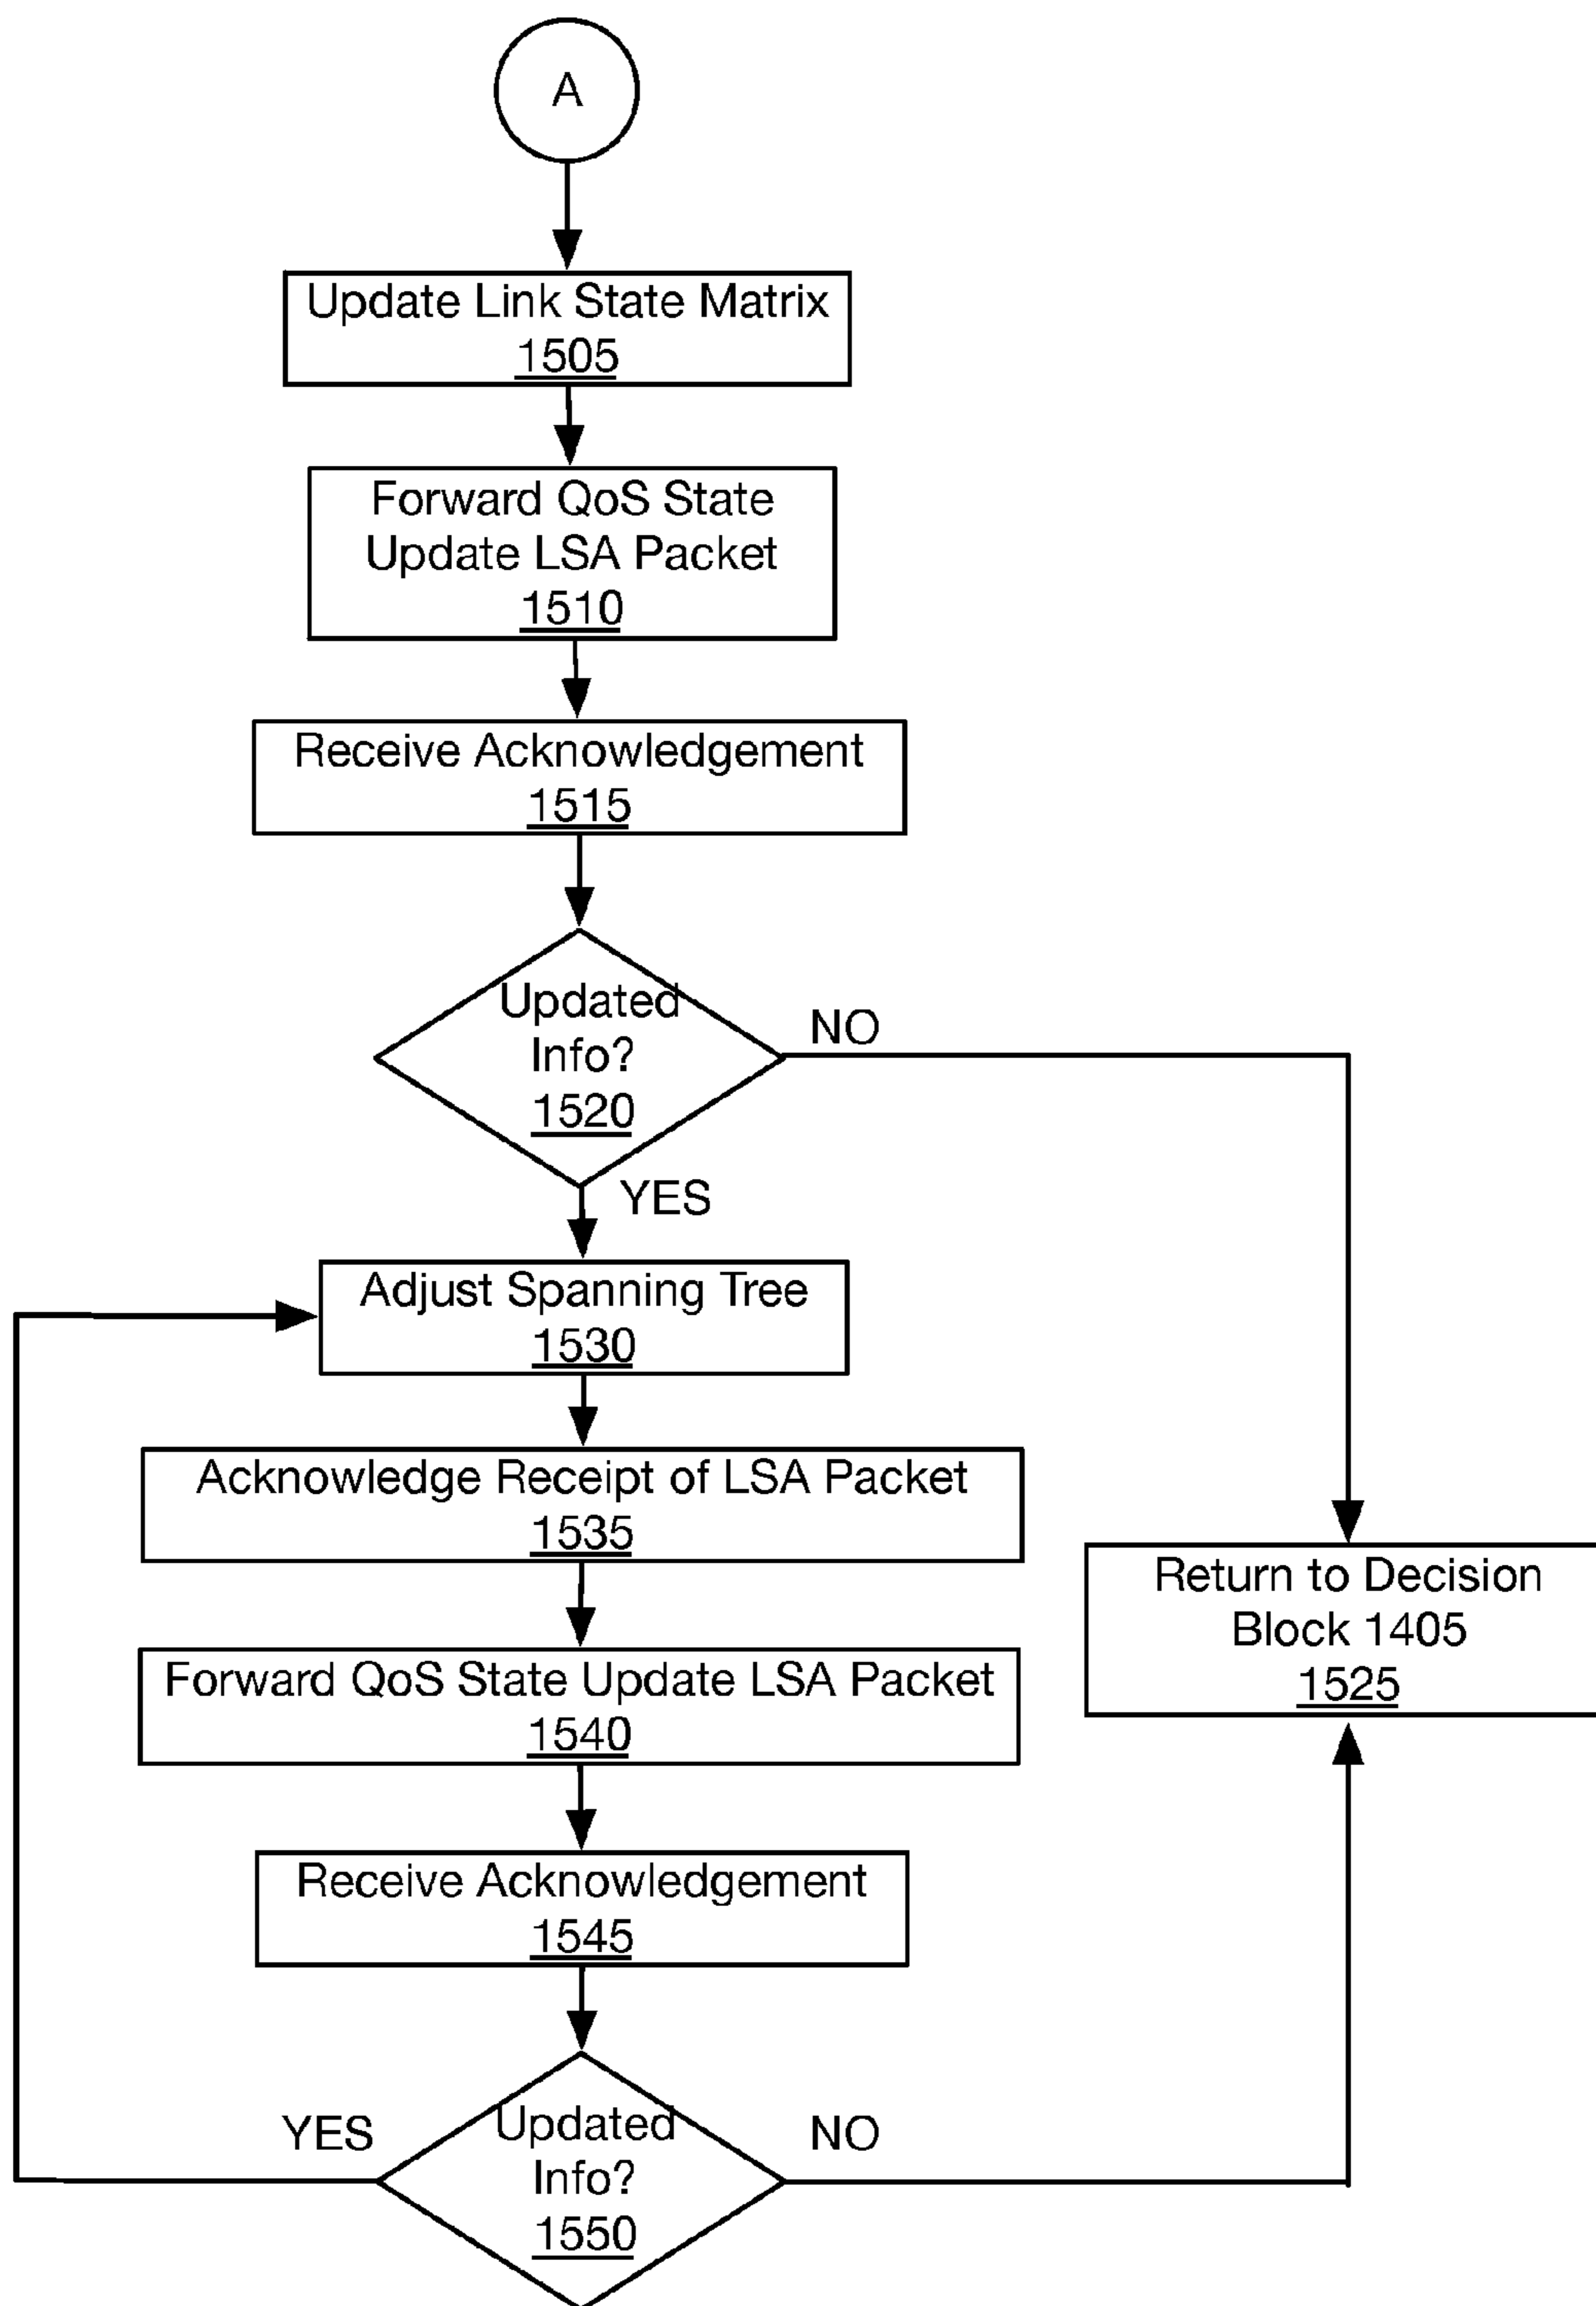 A
Update Link State Matrix
1505
Forward QoS State
Update LSA Packet
1510
Receive Acknowledgement
1515
Updated
Info?
1520
NO
YES
Adjust Spanning Tree
1530
Acknowledge Receipt of LSA Packet
1535
Return to Decision
Block 1405
1525
Forward QoS State Update LSA Packet
1540
Receive Acknowledgement
1545
YES
Updated
Info?
1550
NO